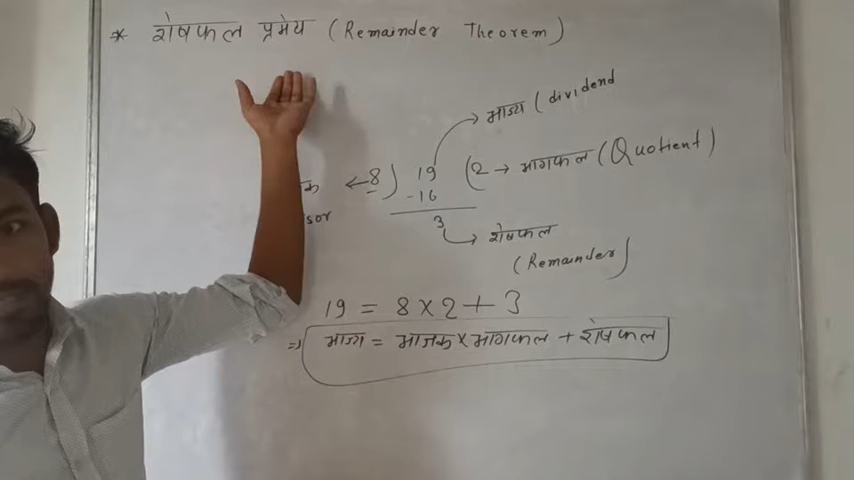 * शेषफल प्रमेय (Remainder Theorem)
भाज्य (dividend
क ← 8) 19 (2 → भागफल (Quotient)
sor
-16
3
→ शेषफल
(Remainder)
19 = 8 × 2 + 3
⇒ भाज्य = भाजक × भागफल + शेषफल